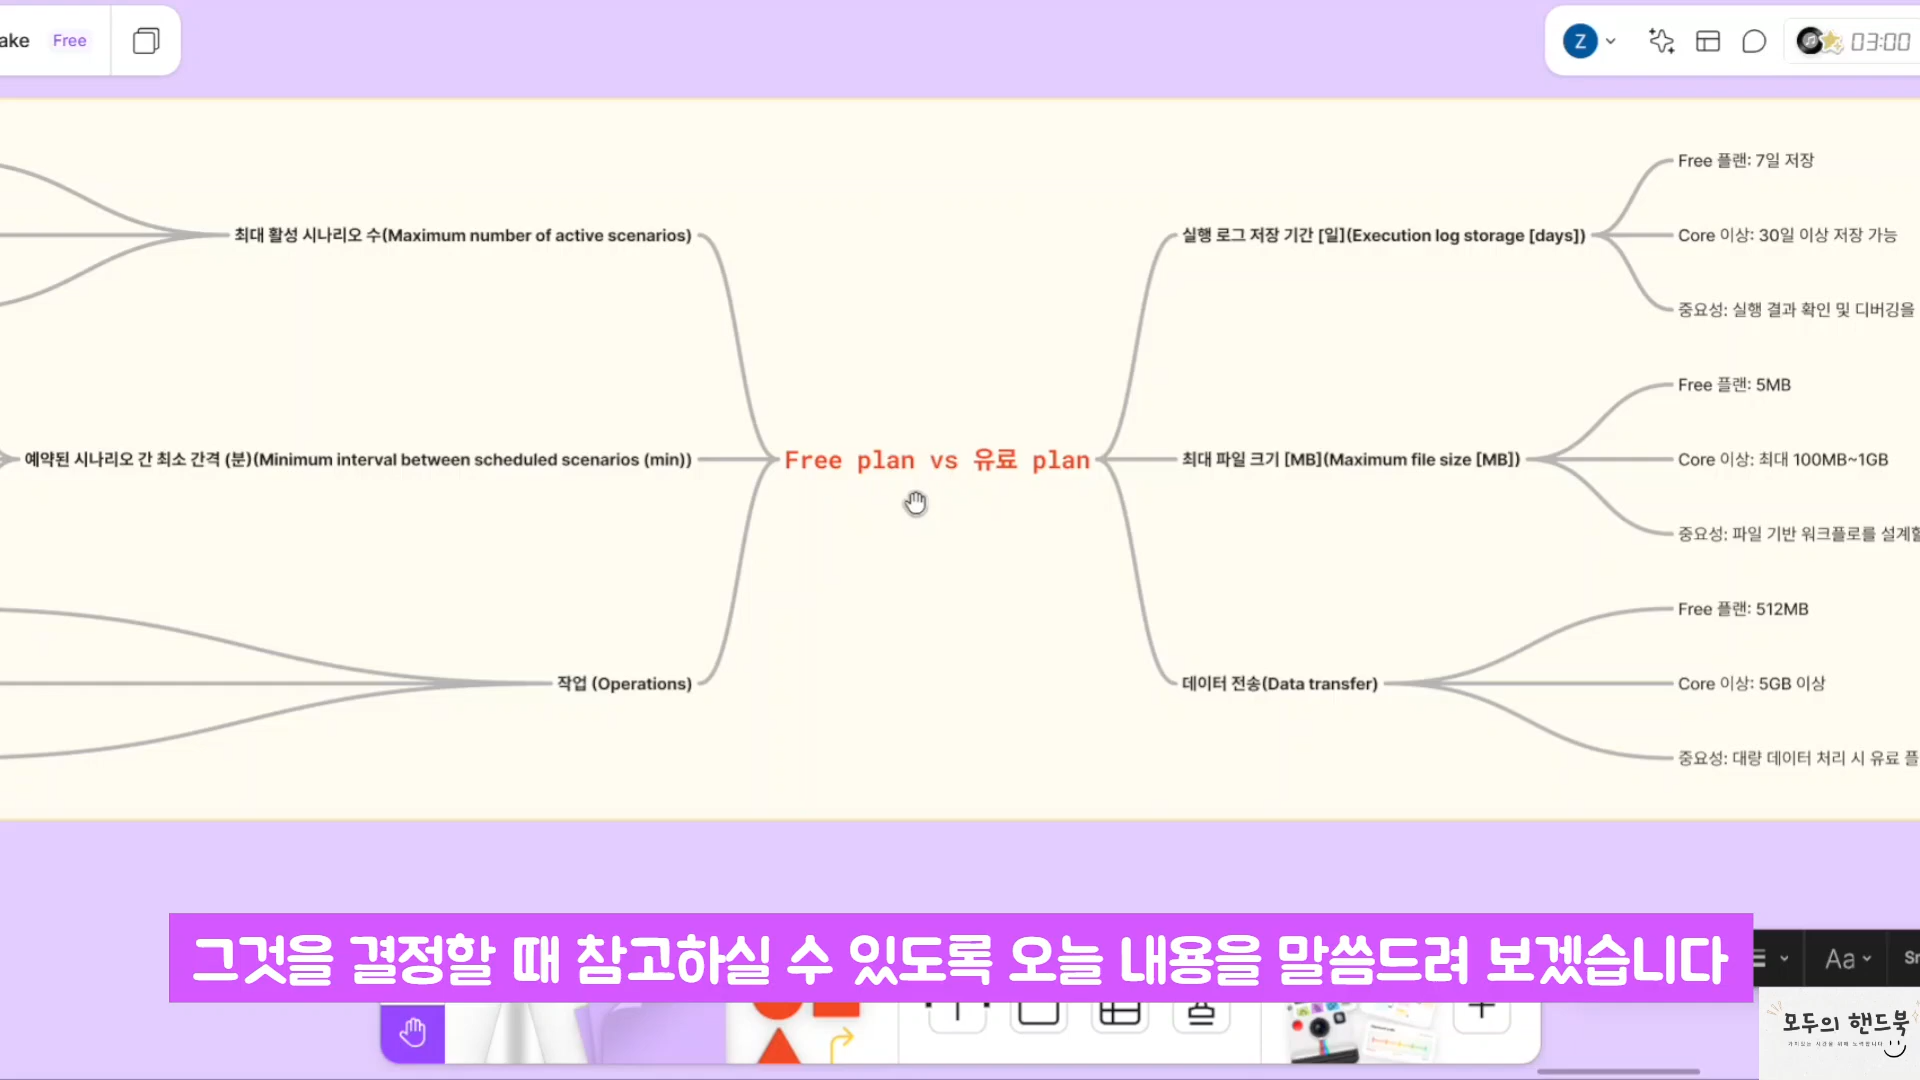 ake Free
Z
03:00
최대 활성 시나리오 수(Maximum number of active scenarios)
예약된 시나리오 간 최소 간격 (분)(Minimum interval between scheduled scenarios (min))
작업 (Operations)
Free plan vs 유료 plan
실행 로그 저장 기간 [일](Execution log storage [days])
Free 플랜: 7일 저장
Core 이상: 30일 이상 저장 가능
중요성: 실행 결과 확인 및 디버깅을
최대 파일 크기 [MB](Maximum file size [MB])
Free 플랜: 5MB
Core 이상: 최대 100MB~1GB
중요성: 파일 기반 워크플로를 설계할
데이터 전송(Data transfer)
Free 플랜: 512MB
Core 이상: 5GB 이상
중요성: 대량 데이터 처리 시 유료 플
그것을 결정할 때 참고하실 수 있도록 오늘 내용을 말씀드려 보겠습니다
Aa
모두의 핸드북